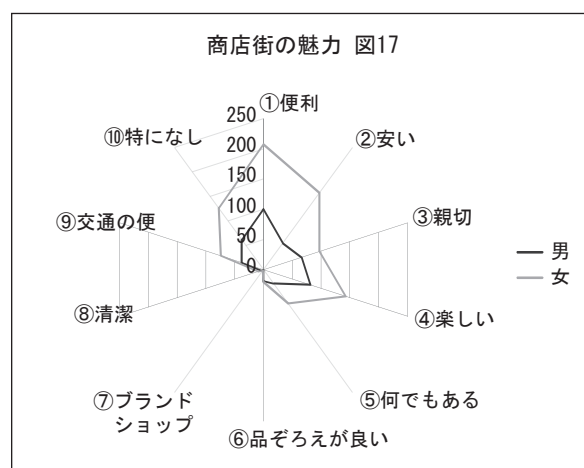 商店街の魅力 図17
①便利
②安い
③親切
④楽しい
⑤何でもある
⑥品ぞろえが良い
⑦ブランド
ショップ
⑧清潔
⑨交通の便
⑩特になし
250
200
150
100
50
0
男
女